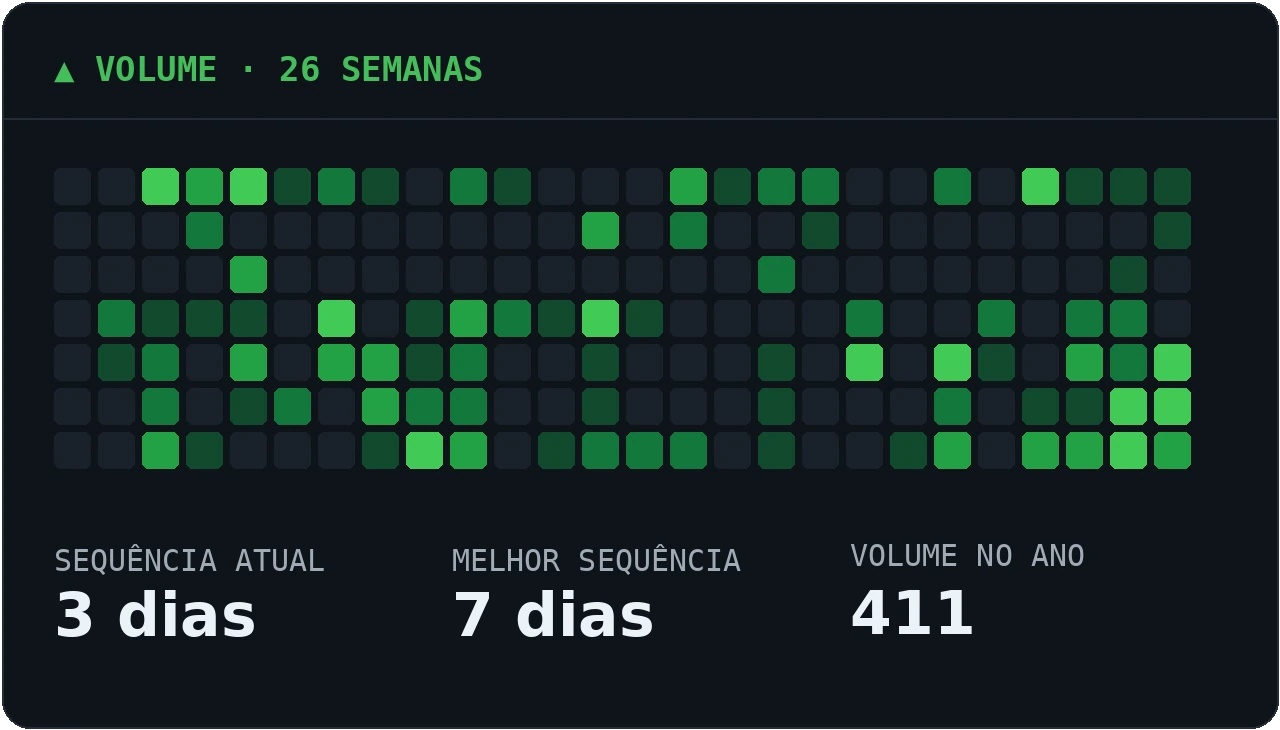 ▲ VOLUME · 26 SEMANAS
SEQUÊNCIA ATUAL
3 dias
MELHOR SEQUÊNCIA
7 dias
VOLUME NO ANO
411